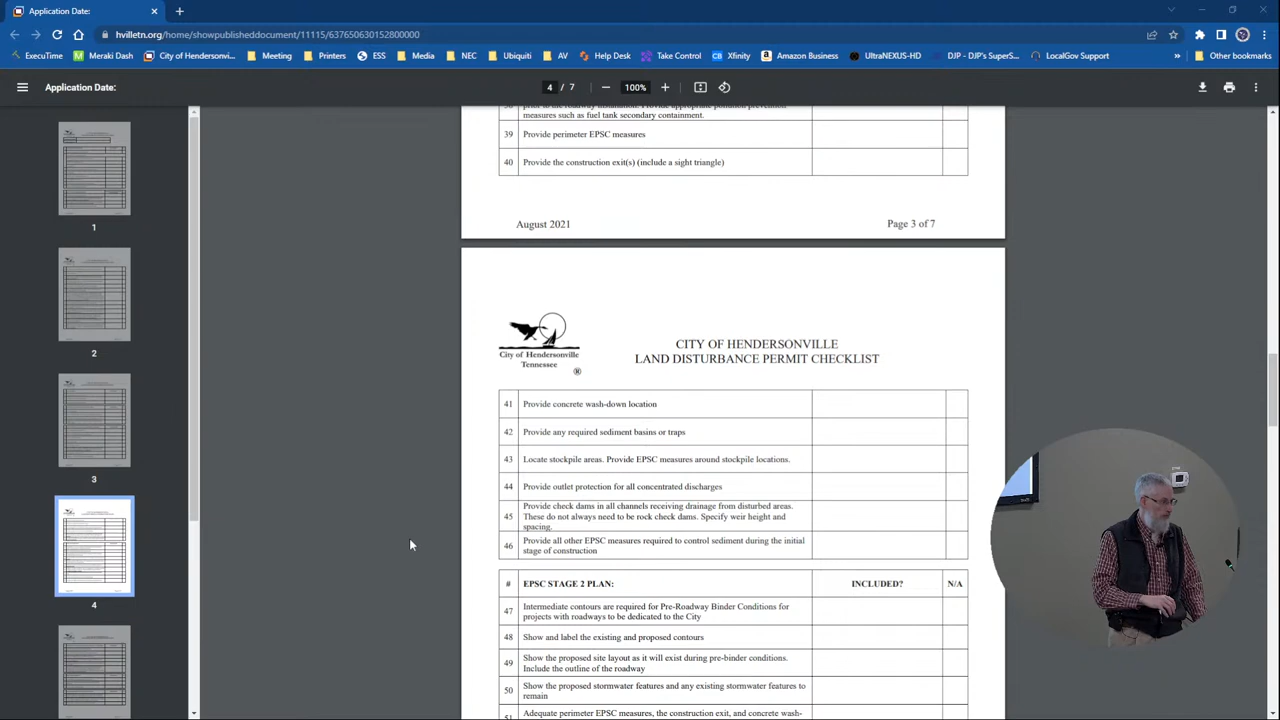 Application Date:
hvilletn.org/home/showpublisheddocument/11115/637650630152800000
ExecuTime
Meraki Dash
City of Hendersonvi...
Meeting
Printers
ESS
Media
NEC
Ubiquiti
AV
Help Desk
Take Control
Xfinity
Amazon Business
UltraNEXUS-HD
DJP - DJP's SuperS...
LocalGov Support
»
Other bookmarks
Application Date:
4 / 7
100%
measures such as fuel tank secondary containment.
39 Provide perimeter EPSC measures
40 Provide the construction exit(s) (include a sight triangle)
August 2021
Page 3 of 7
City of Hendersonville
Tennessee
®
CITY OF HENDERSONVILLE
LAND DISTURBANCE PERMIT CHECKLIST
41 Provide concrete wash-down location
42 Provide any required sediment basins or traps
43 Locate stockpile areas. Provide EPSC measures around stockpile locations.
44 Provide outlet protection for all concentrated discharges
45 Provide check dams in all channels receiving drainage from disturbed areas.
These do not always need to be rock check dams. Specify weir height and
spacing.
46 Provide all other EPSC measures required to control sediment during the initial
stage of construction
# EPSC STAGE 2 PLAN: INCLUDED? N/A
47 Intermediate contours are required for Pre-Roadway Binder Conditions for
projects with roadways to be dedicated to the City
48 Show and label the existing and proposed contours
49 Show the proposed site layout as it will exist during pre-binder conditions.
Include the outline of the roadway
50 Show the proposed stormwater features and any existing stormwater features to
remain
51 Adequate perimeter EPSC measures, the construction exit, and concrete wash-
1
2
3
4